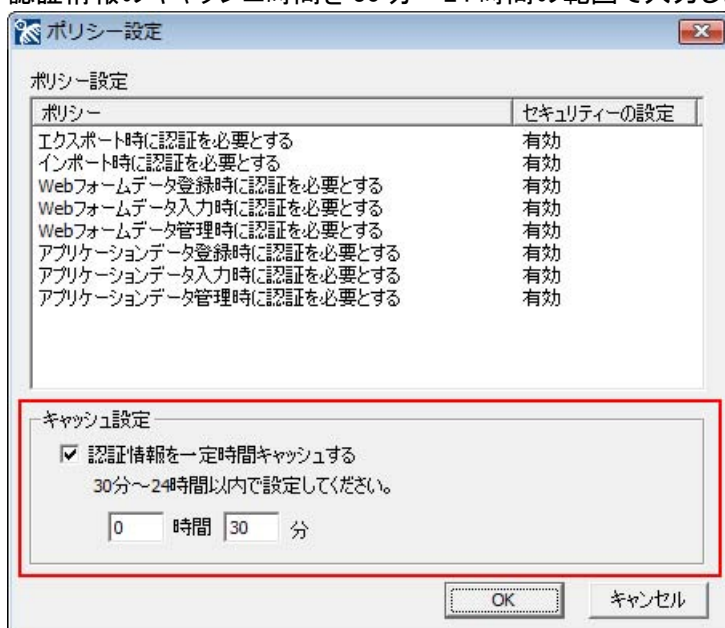 ポリシー設定
ポリシー設定
ポリシー セキュリティーの設定
エクスポート時に認証を必要とする 有効
インポート時に認証を必要とする 有効
Webフォームデータ登録時に認証を必要とする 有効
Webフォームデータ入力時に認証を必要とする 有効
Webフォームデータ管理時に認証を必要とする 有効
アプリケーションデータ登録時に認証を必要とする 有効
アプリケーションデータ入力時に認証を必要とする 有効
アプリケーションデータ管理時に認証を必要とする 有効
キャッシュ設定
認証情報を一定時間キャッシュする
30分～24時間以内で設定してください。
0 時間 30 分
OK キャンセル